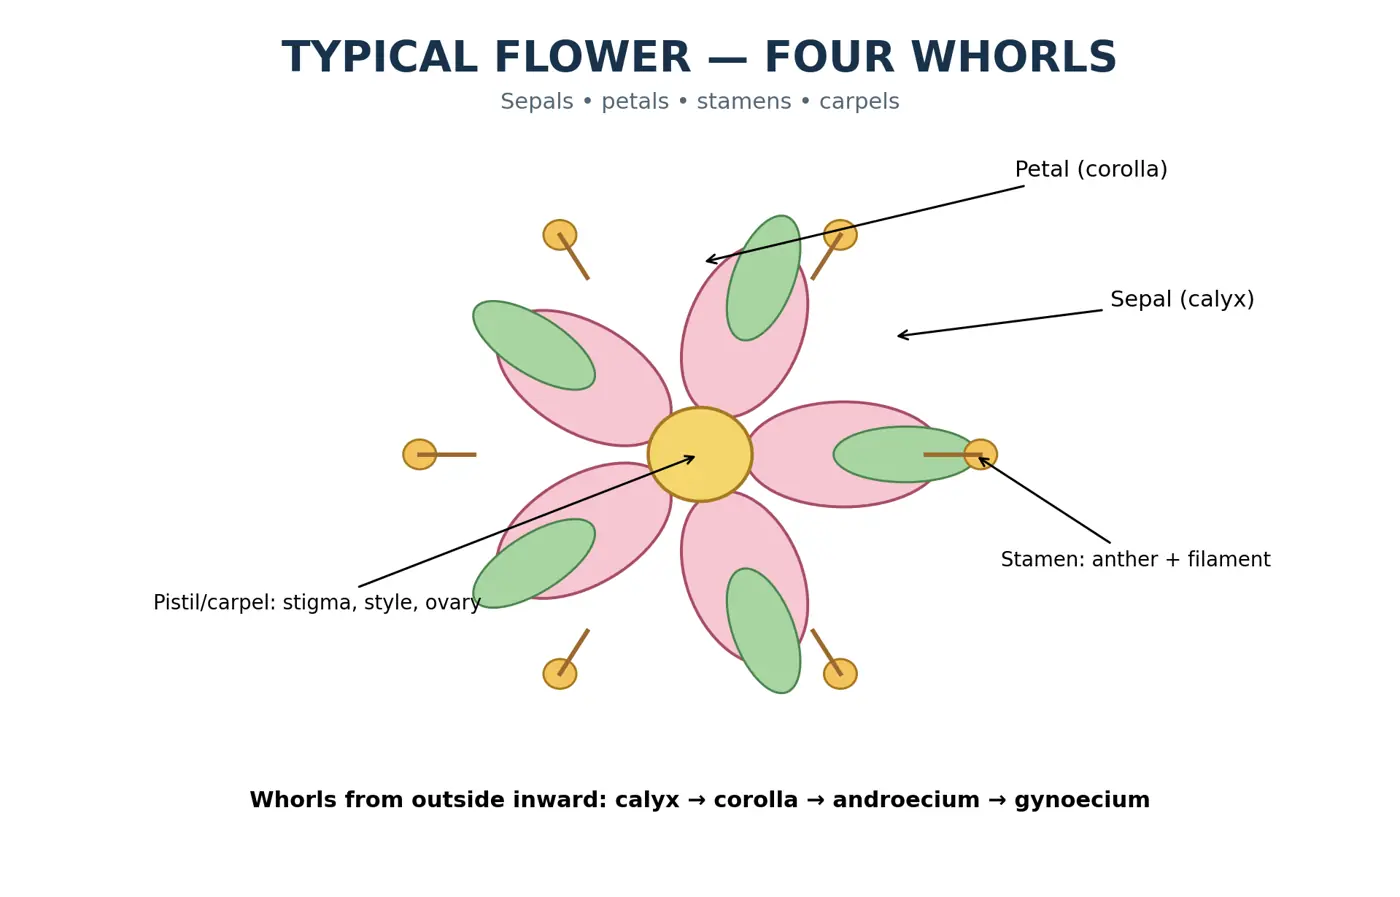 TYPICAL FLOWER — FOUR WHORLS
Sepals • petals • stamens • carpels
Petal (corolla)
Sepal (calyx)
Stamen: anther + filament
Pistil/carpel: stigma, style, ovary
Whorls from outside inward: calyx → corolla → androecium → gynoecium